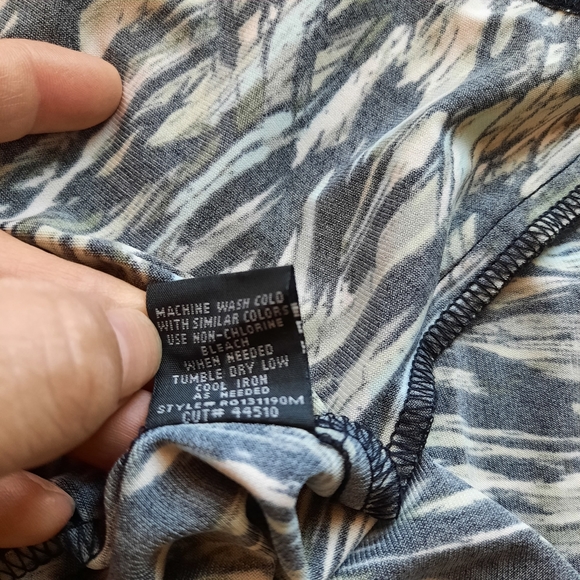 MACHINE WASH COLD
WITH SIMILAR COLORS
USE NON-CHLORINE
BLEACH
WHEN NEEDED
TUMBLE DRY LOW
COOL IRON
AS NEEDED
STYLE# RO131190M
CUT# 44510